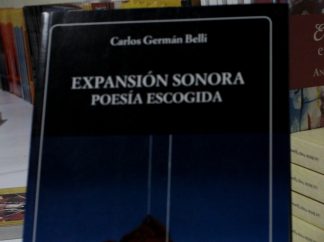 Carlos Germán Belli
EXPANSIÓN SONORA
POESÍA ESCOGIDA